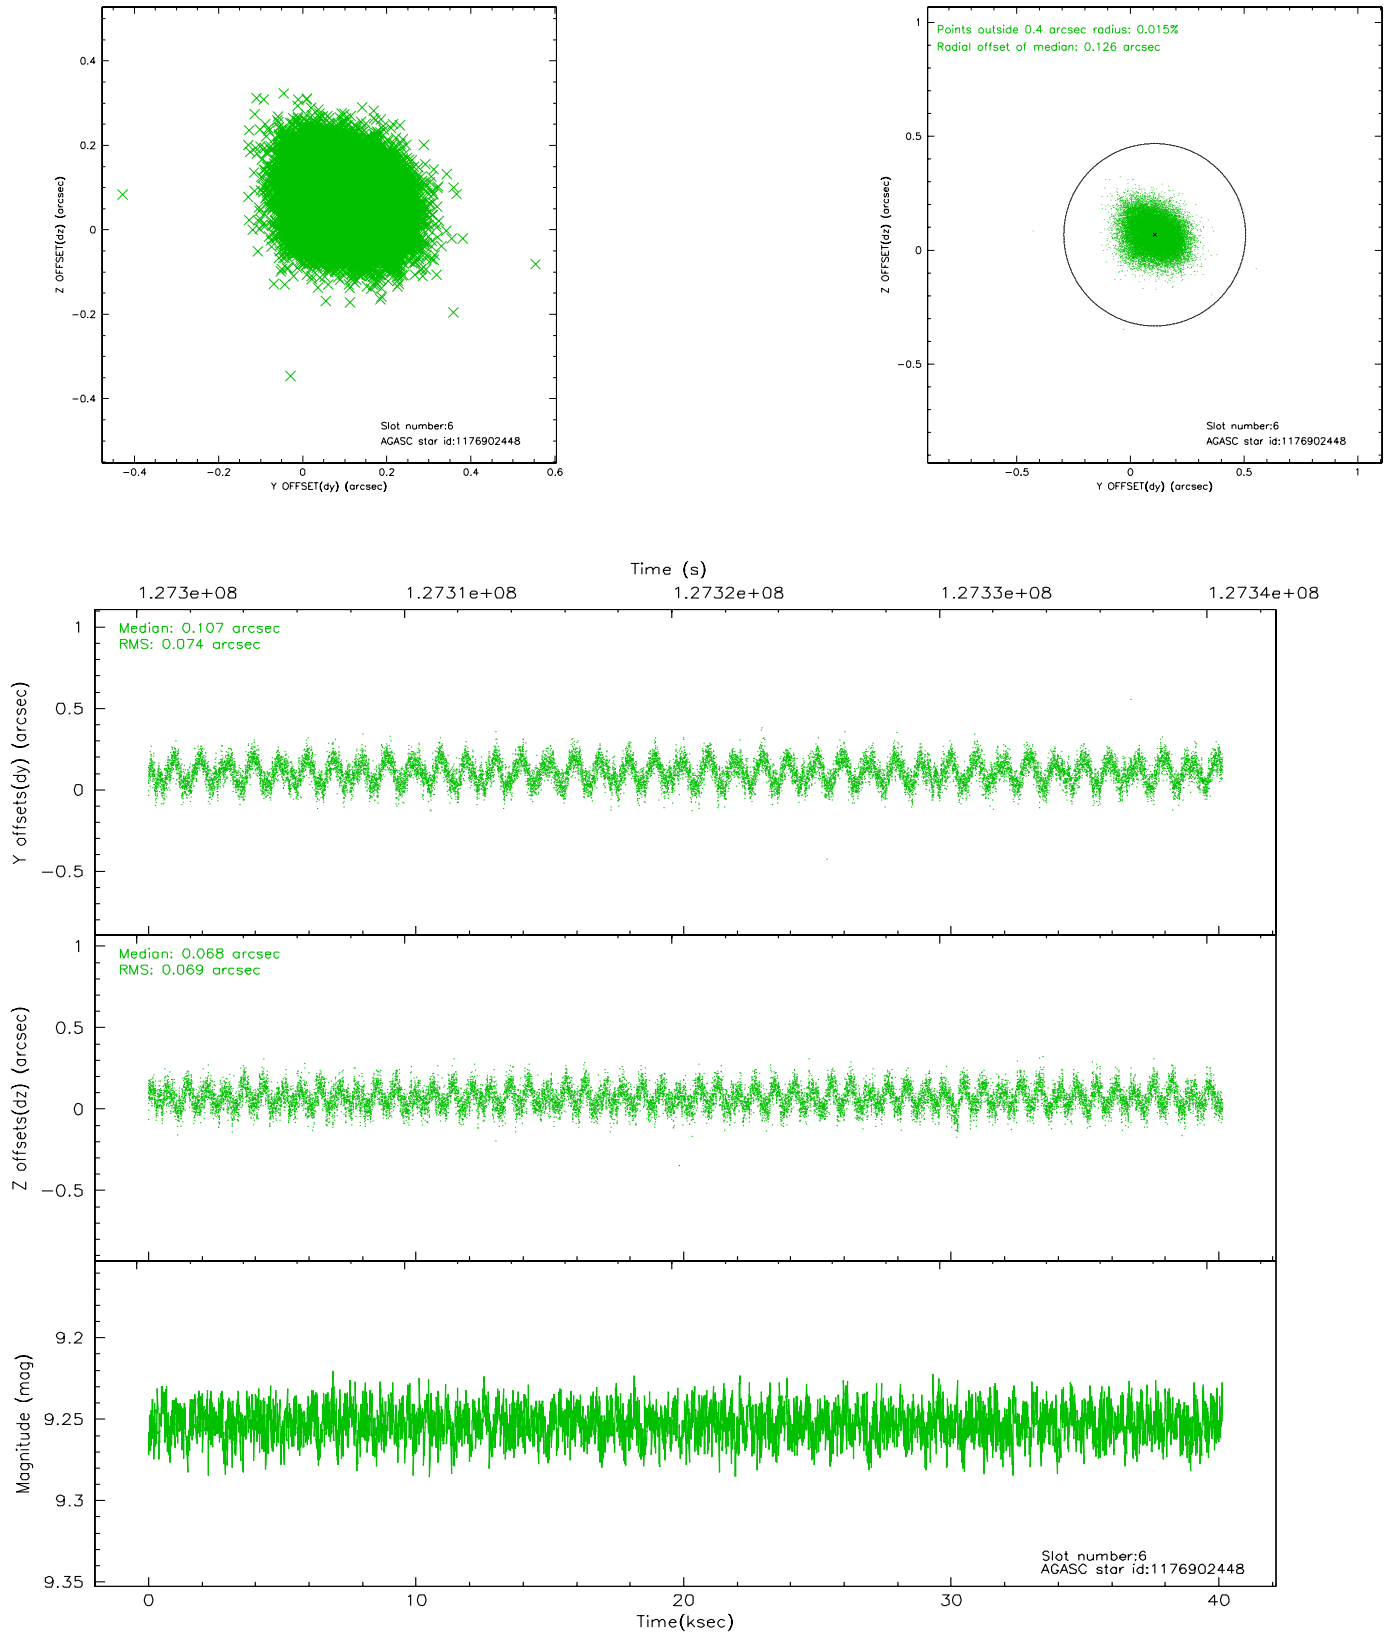 0.4
0.2
0
−0.2
−0.4
Z OFFSET(dz) (arcsec)
−0.4
−0.2
0
0.2
0.4
0.6
Y OFFSET(dy) (arcsec)
Slot number:6
AGASC star id:1176902448
Points outside 0.4 arcsec radius: 0.015%
Radial offset of median: 0.126 arcsec
1
0.5
0
−0.5
Z OFFSET(dz) (arcsec)
−0.5
0
0.5
1
Y OFFSET(dy) (arcsec)
Slot number:6
AGASC star id:1176902448
Time (s)
1.273e+08
1.2731e+08
1.2732e+08
1.2733e+08
1.2734e+08
Median: 0.107 arcsec
RMS: 0.074 arcsec
1
0.5
0
−0.5
Y offsets(dy) (arcsec)
Median: 0.068 arcsec
RMS: 0.069 arcsec
1
0.5
0
−0.5
Z offsets(dz) (arcsec)
9.2
9.25
9.3
9.35
Magnitude (mag)
Slot number:6
AGASC star id:1176902448
0
10
20
30
40
Time(ksec)